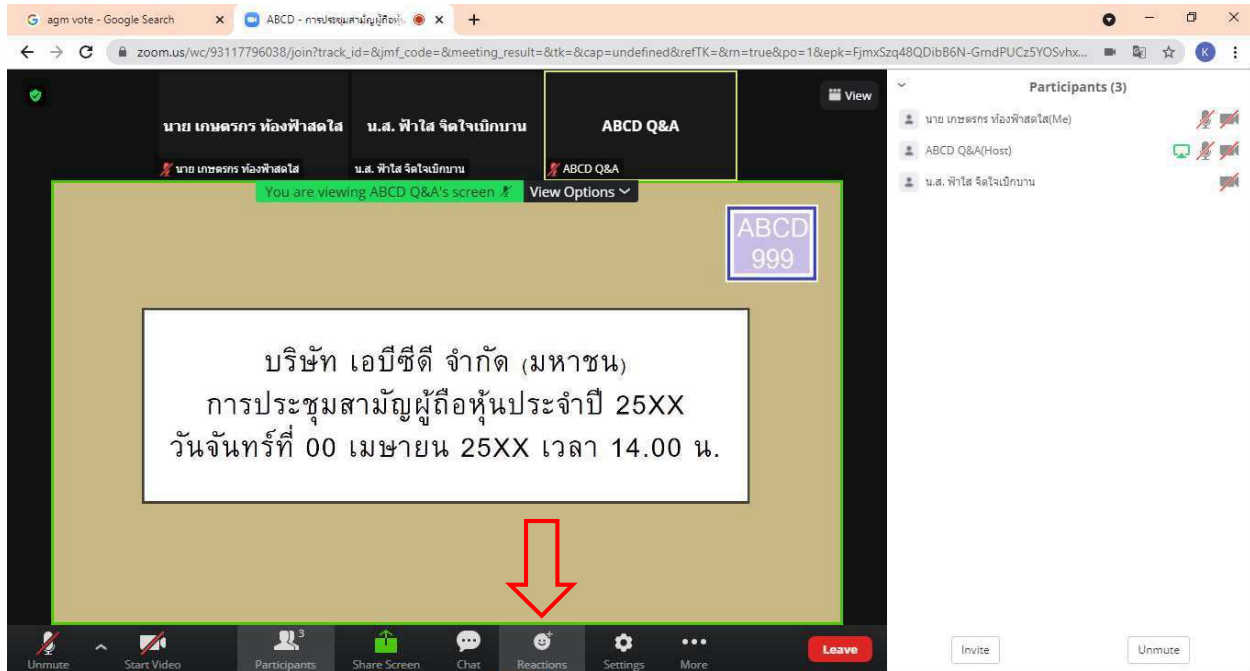 agm vote - Google Search
ABCD - การประชุมสามัญผู้ถือหุ้
zoom.us/wc/93117796038/join?track_id=&jmf_code=&meeting_result=&tk=&cap=undefined&refTK=&rn=true&po=1&epk=FjmxSzq48QDibB6N-GrndPUCz5YOSvhx...
K
View
นาย เกษตรกร ท้องฟ้าสดใส
น.ส. ฟ้าใส จิตใจเบิกบาน
ABCD Q&A
นาย เกษตรกร ท้องฟ้าสดใส
น.ส. ฟ้าใส จิตใจเบิกบาน
ABCD Q&A
You are viewing ABCD Q&A's screen
View Options
ABCD
999
บริษัท เอบีซีดี จำกัด (มหาชน)
การประชุมสามัญผู้ถือหุ้นประจำปี 25XX
วันจันทร์ที่ 00 เมษายน 25XX เวลา 14.00 น.
Unmute
Start Video
3
Participants
Share Screen
Chat
Reactions
Settings
More
Leave
Participants (3)
นาย เกษตรกร ท้องฟ้าสดใส(Me)
ABCD Q&A(Host)
น.ส. ฟ้าใส จิตใจเบิกบาน
Invite
Unmute